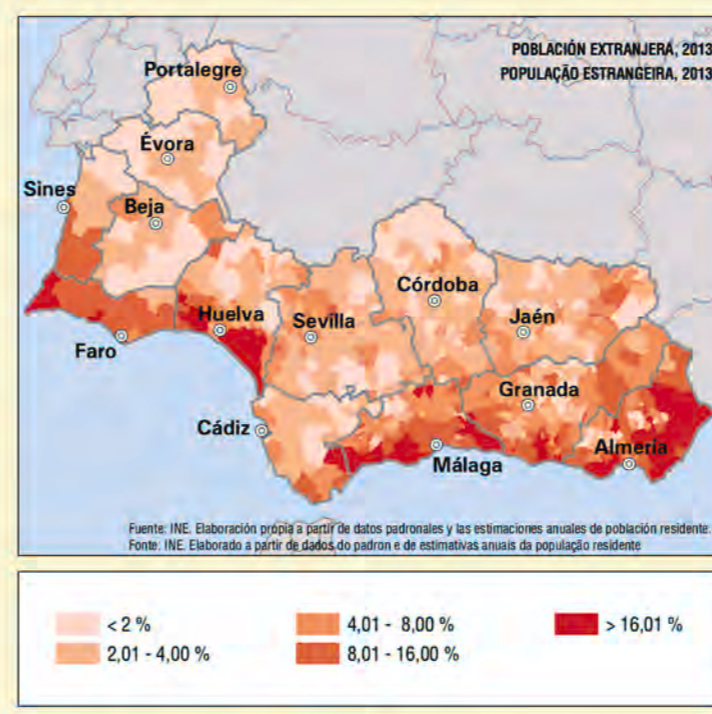 POBLACIÓN EXTRANJERA, 2013
POPULAÇÃO ESTRANGEIRA, 2013
Portalegre
Évora
Sines
Beja
Córdoba
Huelva
Sevilla
Jaén
Faro
Granada
Cádiz
Almería
Málaga
Fuente: INE. Elaboración própia a partir de datos padronales y las estimaciones anuales de población residente.
Fonte: INE. Elaborado a partir de dados do padron e de estimativas anuais da população residente
< 2 %
4,01 - 8,00 %
> 16,01 %
2,01 - 4,00 %
8,01 - 16,00 %